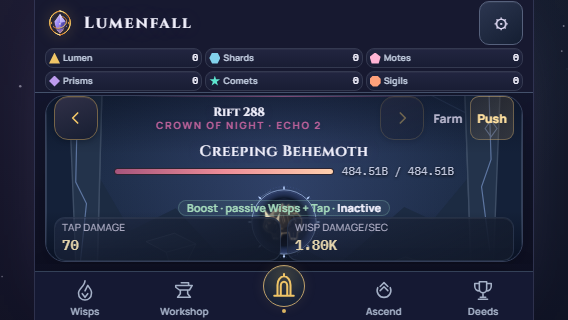 LUMENFALL
Lumen 0
Shards 0
Motes 0
Prisms 0
Comets 0
Sigils 0
RIFT 288
CROWN OF NIGHT · ECHO 2
Farm
Push
CREEPING BEHEMOTH
484.51B / 484.51B
Boost · passive Wisps + Tap · Inactive
TAP DAMAGE
70
WISP DAMAGE/SEC
1.80K
Wisps
Workshop
Ascend
Deeds